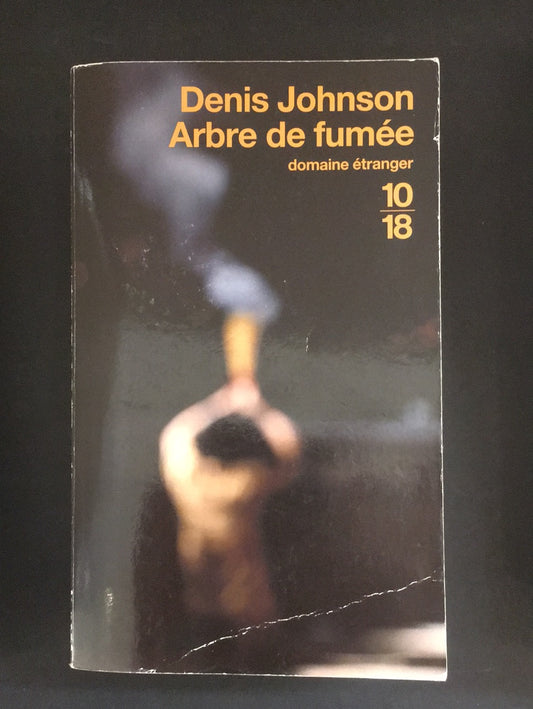 Denis Johnson
Arbre de fumée
domaine étranger
10
18